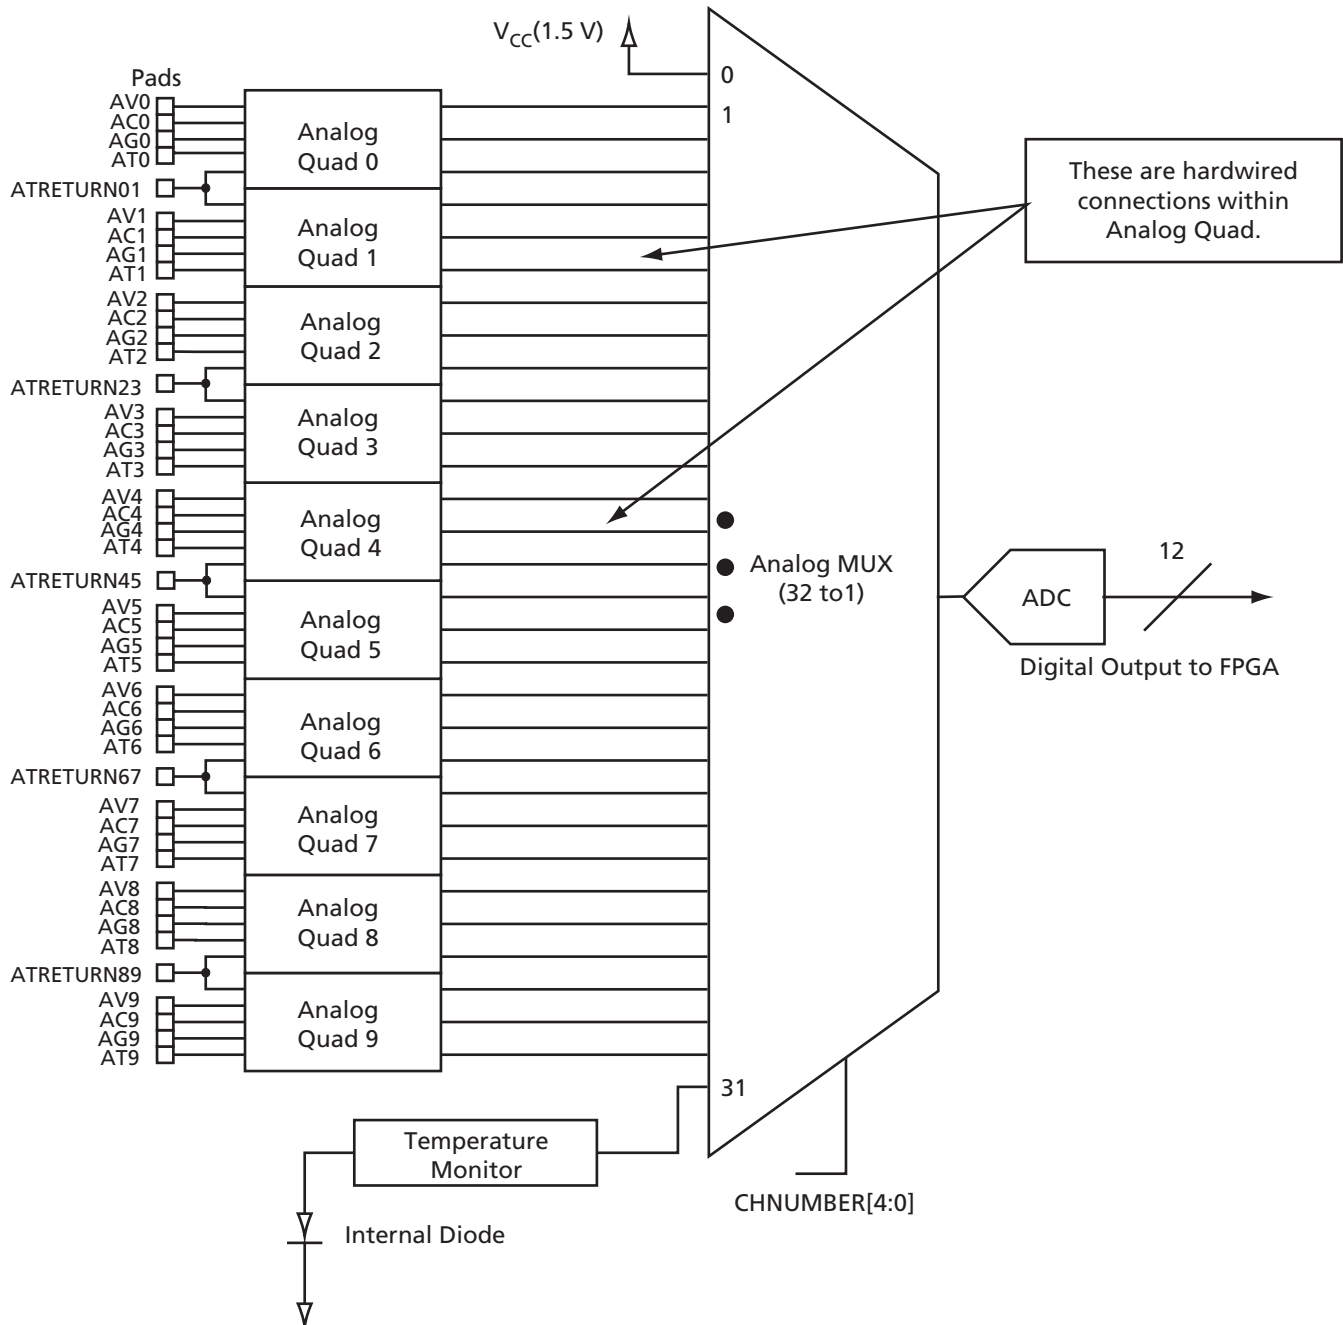 V_CC(1.5 V)
Pads
AV0
AC0
AG0
AT0
ATRETURN01
AV1
AC1
AG1
AT1
AV2
AC2
AG2
AT2
ATRETURN23
AV3
AC3
AG3
AT3
AV4
AC4
AG4
AT4
ATRETURN45
AV5
AC5
AG5
AT5
AV6
AC6
AG6
AT6
ATRETURN67
AV7
AC7
AG7
AT7
AV8
AC8
AG8
AT8
ATRETURN89
AV9
AC9
AG9
AT9
Analog
Quad 0
Analog
Quad 1
Analog
Quad 2
Analog
Quad 3
Analog
Quad 4
Analog
Quad 5
Analog
Quad 6
Analog
Quad 7
Analog
Quad 8
Analog
Quad 9
0
1
Analog MUX
(32 to1)
31
These are hardwired
connections within
Analog Quad.
ADC
12
Digital Output to FPGA
Temperature
Monitor
CHNUMBER[4:0]
Internal Diode